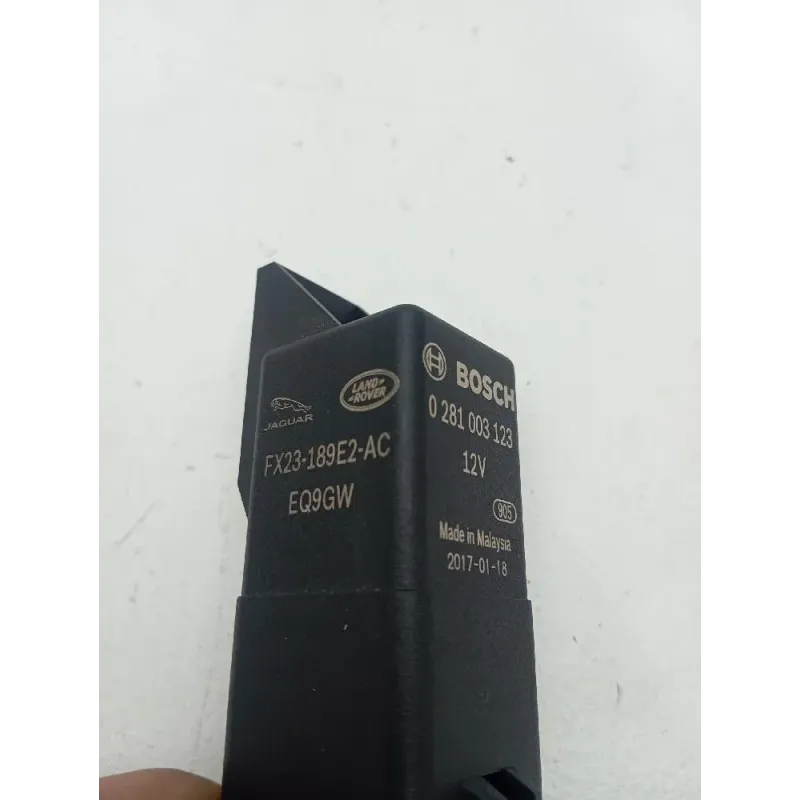 JAGUAR
LAND
ROVER
FX23-189E2-AC
EQ9GW
BOSCH
0 281 003 123
12V
905
Made in Malaysia
2017-01-18